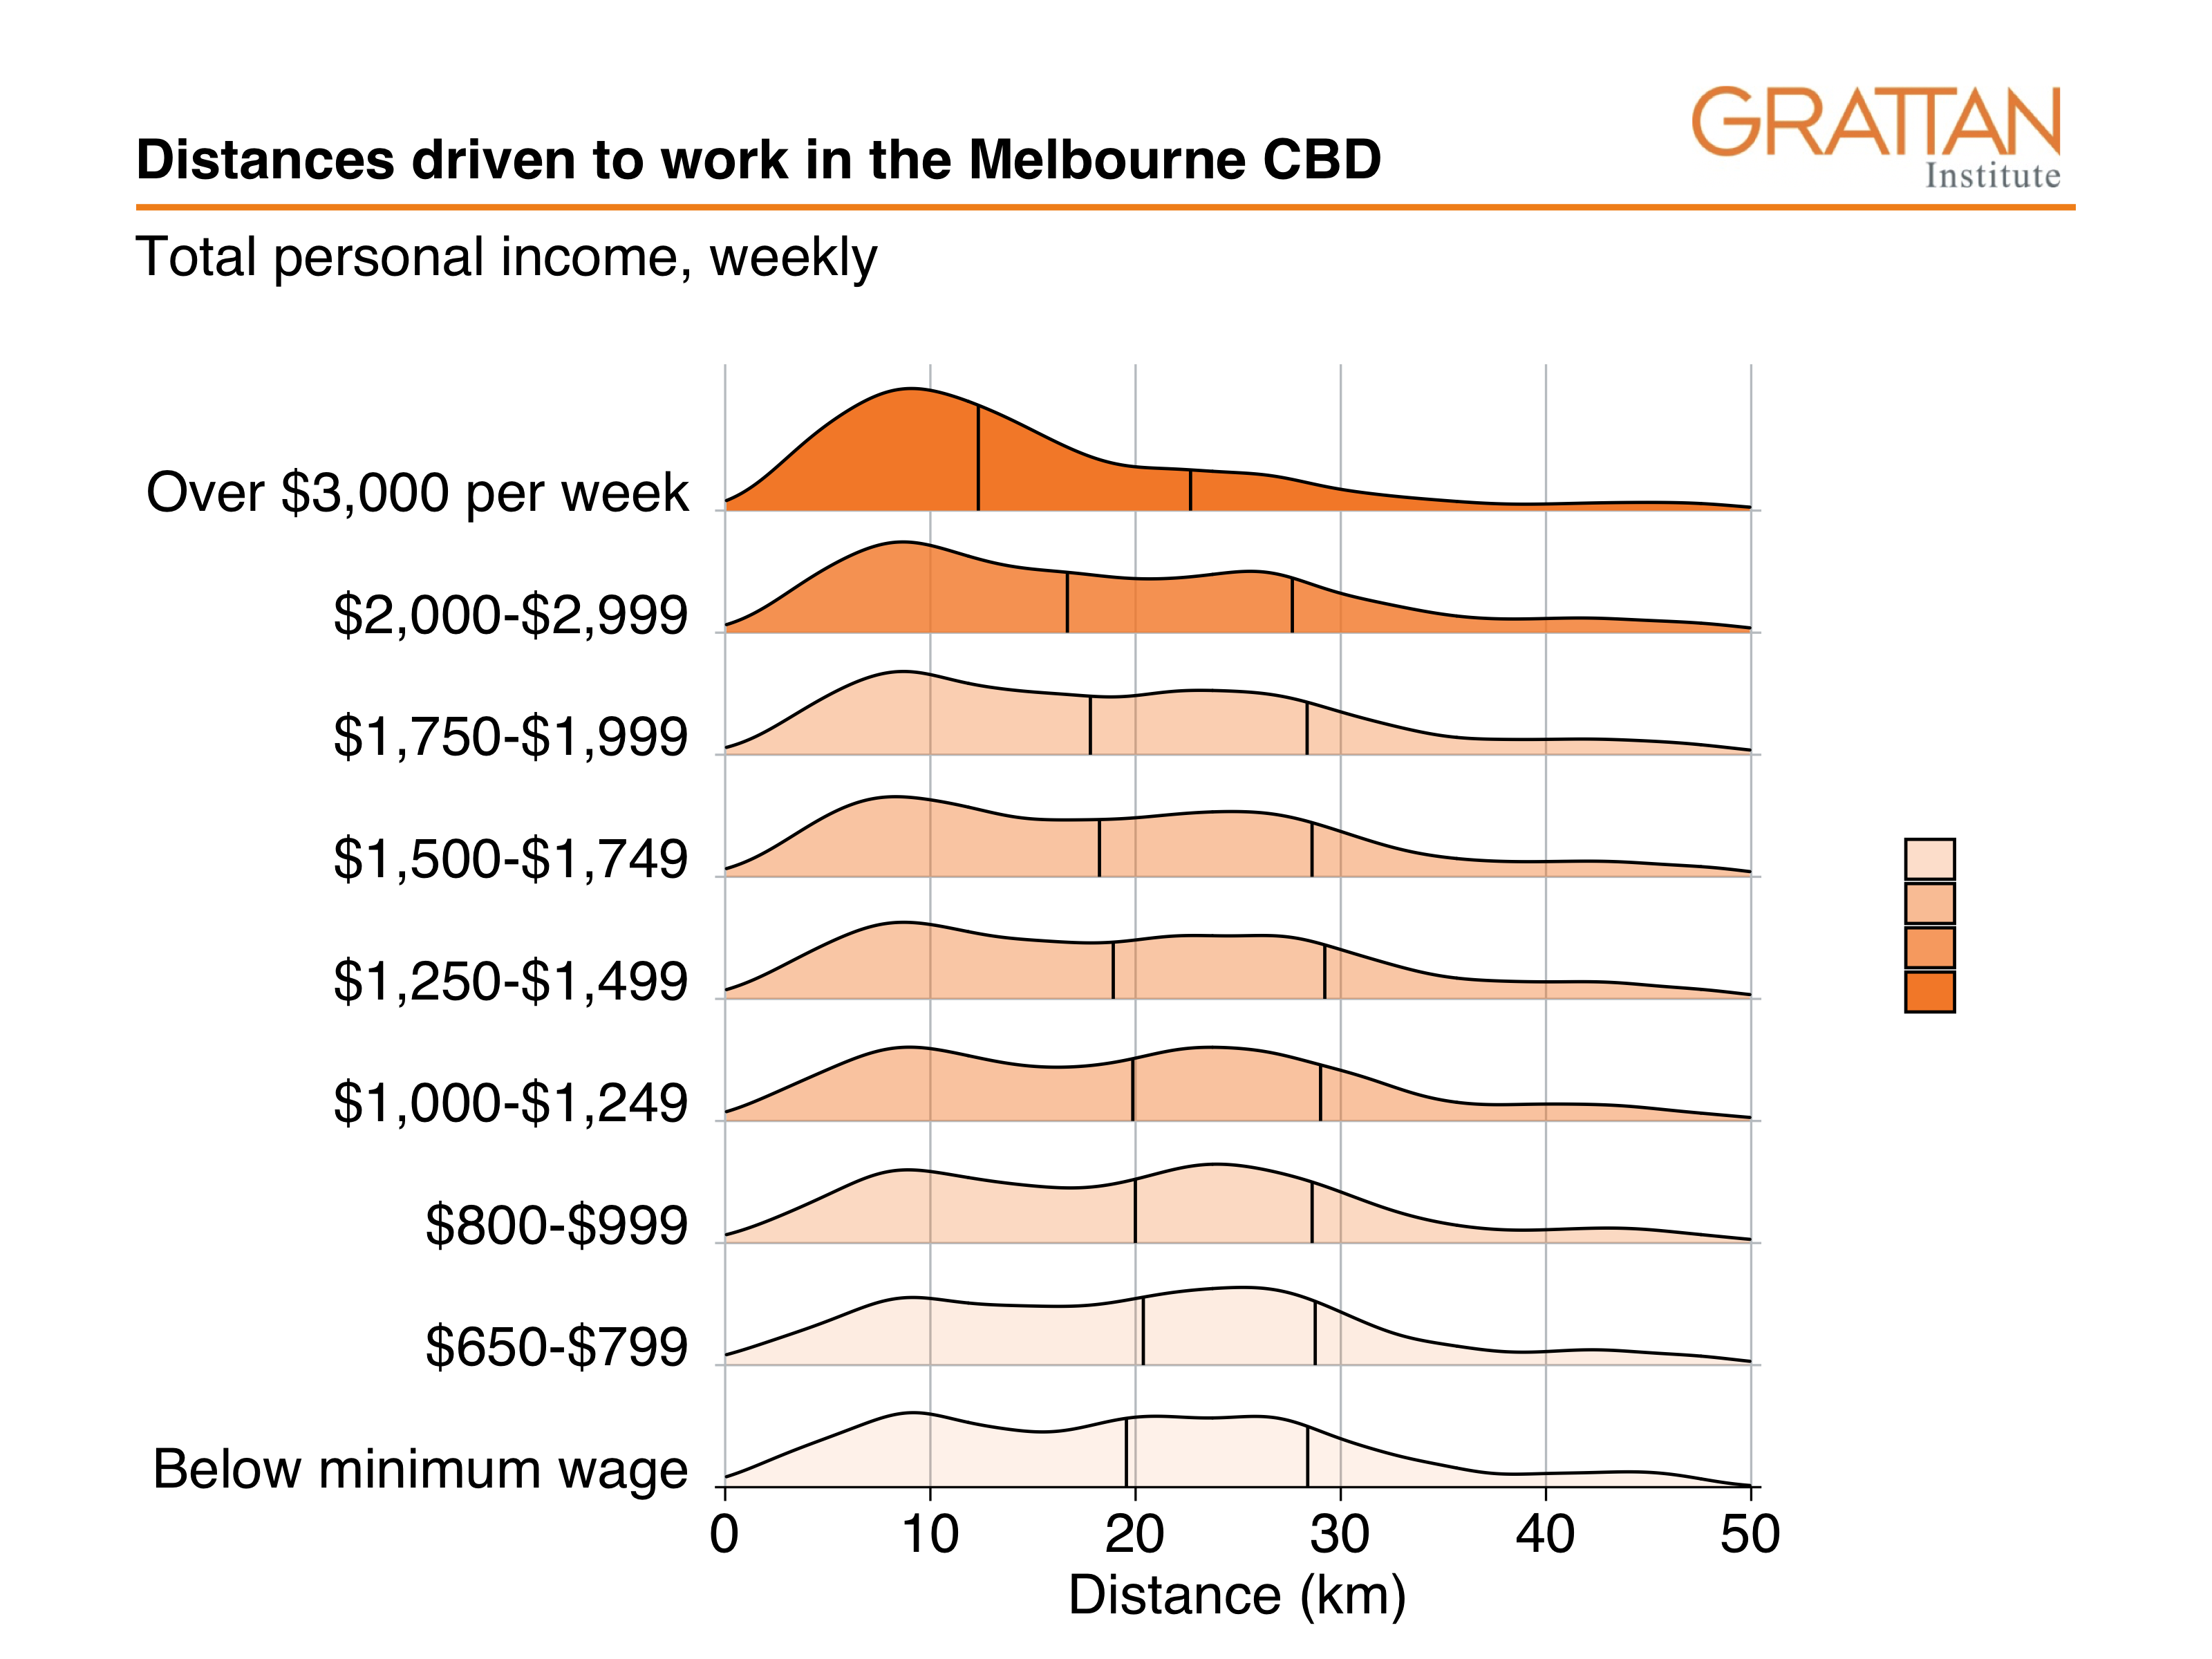 GRATTAN
Institute
Distances driven to work in the Melbourne CBD
Total personal income, weekly
Over $3,000 per week
$2,000-$2,999
$1,750-$1,999
$1,500-$1,749
$1,250-$1,499
$1,000-$1,249
$800-$999
$650-$799
Below minimum wage
0 10 20 30 40 50
Distance (km)